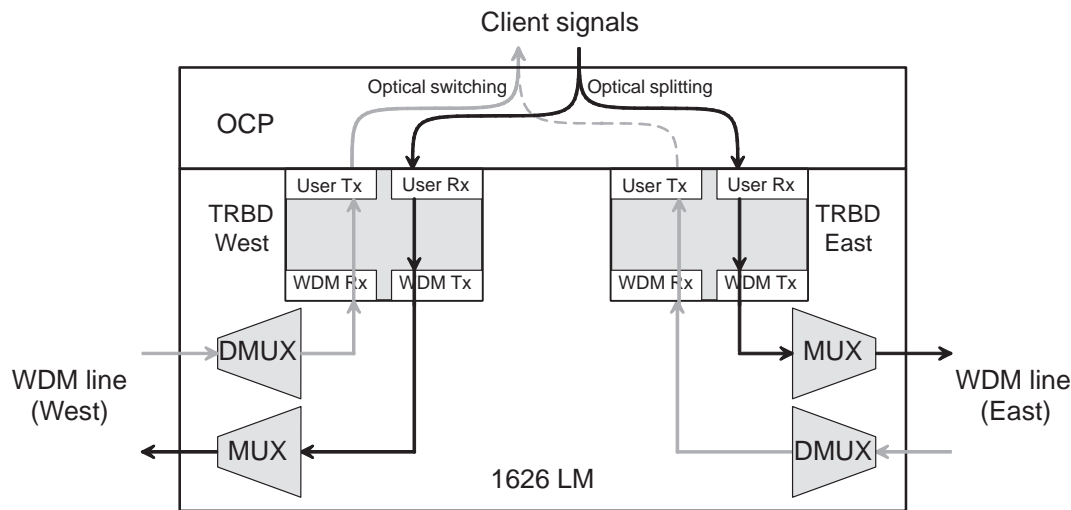 Client signals
Optical switching
Optical splitting
OCP
User Tx
User Rx
User Tx
User Rx
TRBD
West
TRBD
East
WDM Rx
WDM Tx
WDM Rx
WDM Tx
DMUX
MUX
WDM line
(West)
WDM line
(East)
MUX
DMUX
1626 LM